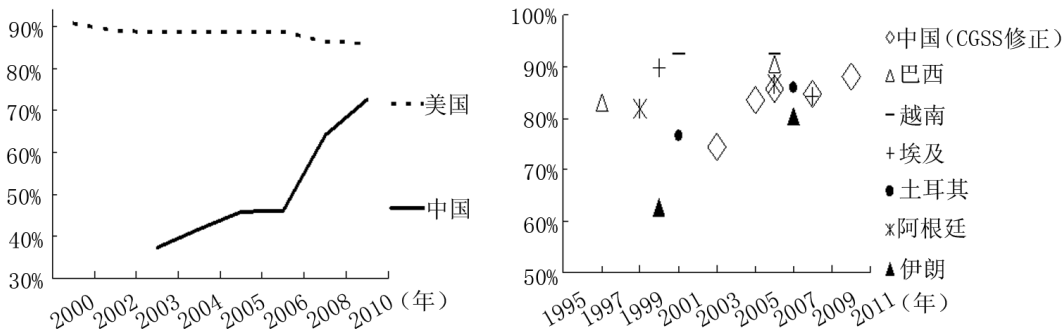 90%
80%
70%
60%
50%
40%
30%
2000 2002 2003 2005 2006 2008 2010 (年)
美国
中国
100%
90%
80%
70%
60%
50%
1995 1997 1999 2001 2003 2005 2007 2009 2011 (年)
中国(CGSS修正)
巴西
越南
埃及
土耳其
阿根廷
伊朗